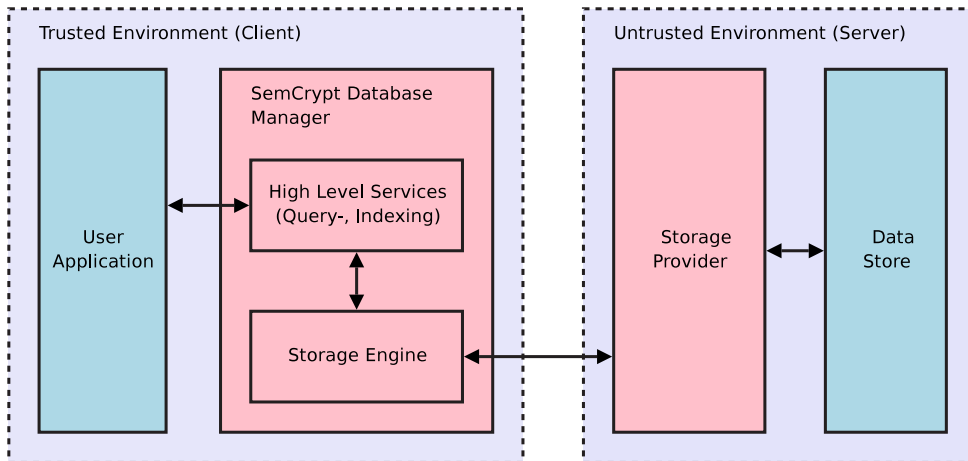 Trusted Environment (Client)
Untrusted Environment (Server)
SemCrypt Database
Manager
High Level Services
(Query-, Indexing)
User
Application
Storage
Provider
Data
Store
Storage Engine